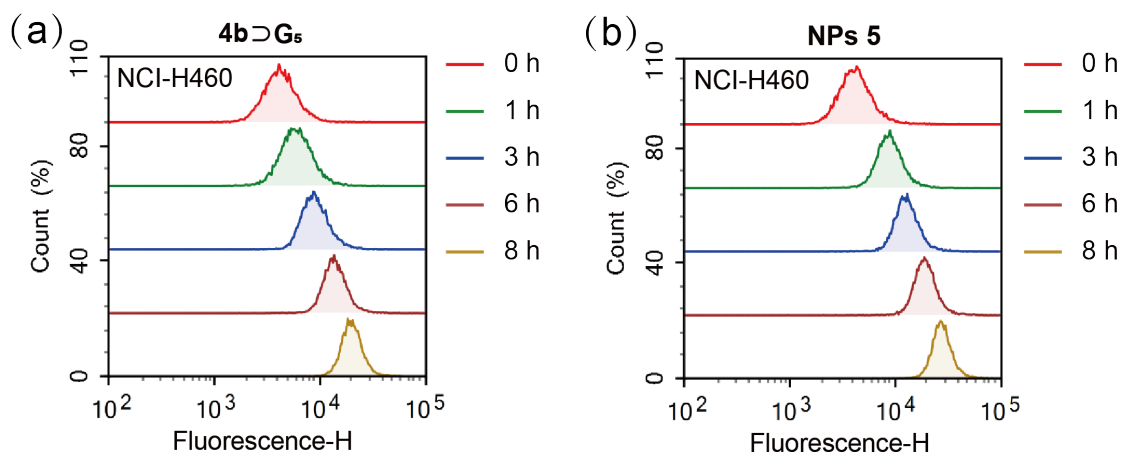 (a)
4b⊃G₅
NCI-H460
110
80
40
0
Count (%)
10²
10³
10⁴
10⁵
Fluorescence-H
0 h
1 h
3 h
6 h
8 h
(b)
NPs 5
NCI-H460
110
80
40
0
Count (%)
10²
10³
10⁴
10⁵
Fluorescence-H
0 h
1 h
3 h
6 h
8 h